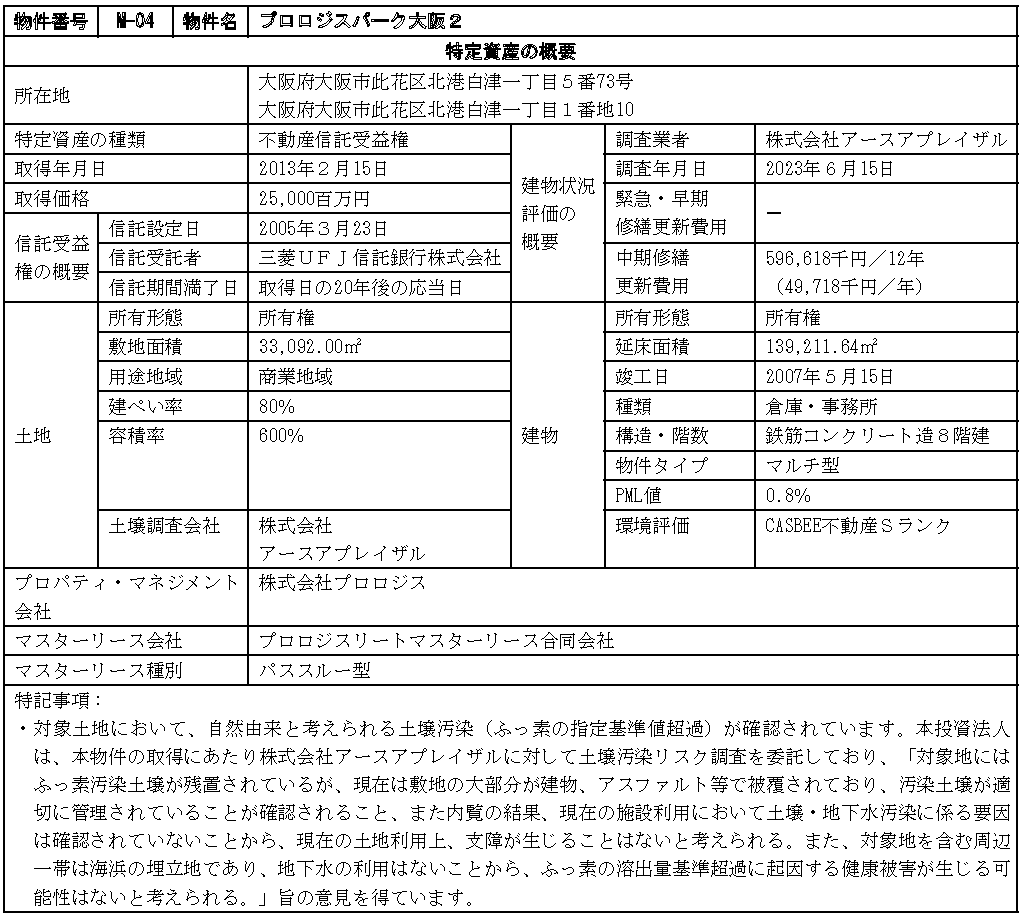 物件番号 M-04 物件名 プロロジスパーク大阪２
特定資産の概要
所在地
大阪府大阪市此花区北港白津一丁目５番73号
大阪府大阪市此花区北港白津一丁目１番地10
特定資産の種類 不動産信託受益権
取得年月日 2013年２月15日
取得価格 25,000百万円
信託受益
権の概要
信託設定日 2005年３月23日
信託受託者 三菱ＵＦＪ信託銀行株式会社
信託期間満了日 取得日の20年後の応当日
建物状況
評価の
概要
調査業者 株式会社アースアプレイザル
調査年月日 2023年６月15日
緊急・早期
修繕更新費用
－
中期修繕
更新費用
596,618千円／12年
（49,718千円／年）
土地
所有形態 所有権
敷地面積 33,092.00㎡
用途地域 商業地域
建ぺい率 80%
容積率 600%
土壌調査会社 株式会社
アースアプレイザル
建物
所有形態 所有権
延床面積 139,211.64㎡
竣工日 2007年５月15日
種類 倉庫・事務所
構造・階数 鉄筋コンクリート造８階建
物件タイプ マルチ型
PML値 0.8%
環境評価 CASBEE不動産Ｓランク
プロパティ・マネジメント
会社
株式会社プロロジス
マスターリース会社 プロロジスリートマスターリース合同会社
マスターリース種別 パススルー型
特記事項：
・対象土地において、自然由来と考えられる土壌汚染（ふっ素の指定基準値超過）が確認されています。本投資法人
は、本物件の取得にあたり株式会社アースアプレイザルに対して土壌汚染リスク調査を委託しており、「対象地には
ふっ素汚染土壌が残置されているが、現在は敷地の大部分が建物、アスファルト等で被覆されており、汚染土壌が適
切に管理されていることが確認されること、また内覧の結果、現在の施設利用において土壌・地下水汚染に係る要因
は確認されていないことから、現在の土地利用上、支障が生じることはないと考えられる。また、対象地を含む周辺
一帯は海浜の埋立地であり、地下水の利用はないことから、ふっ素の溶出量基準超過に起因する健康被害が生じる可
能性はないと考えられる。」旨の意見を得ています。